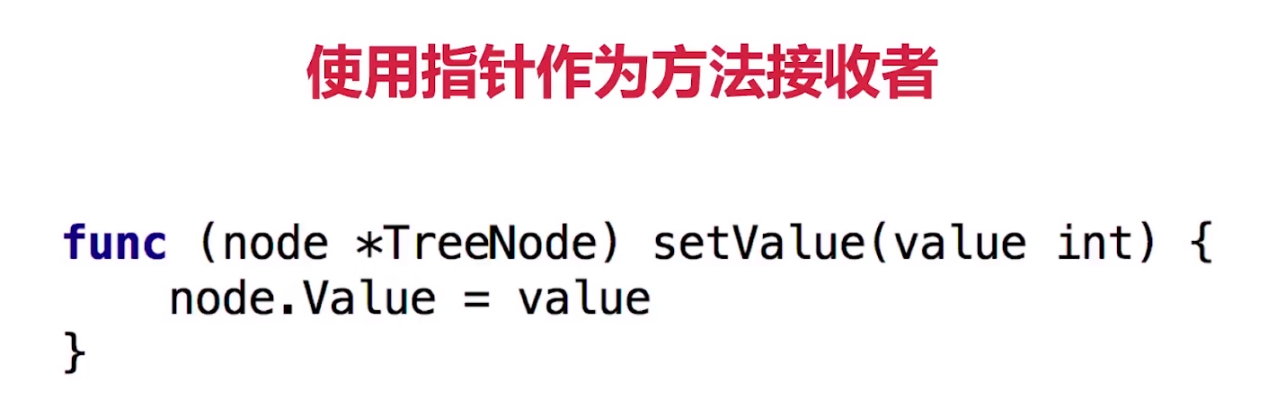 使用指针作为方法接收者
func (node *TreeNode) setValue(value int) {
    node.Value = value
}